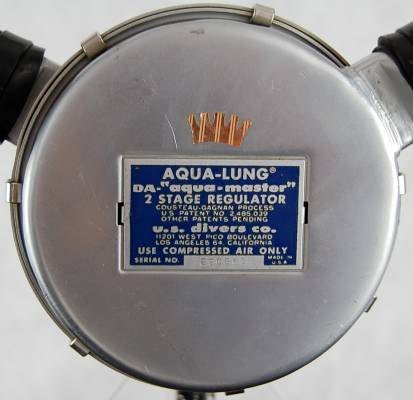 AQUA-LUNG®
DA-"aqua-master"
2 STAGE REGULATOR
COUSTEAU-GAGNAN PROCESS
U.S. PATENT NO. 2,485,039
OTHER PATENTS PENDING
u.s. divers co.
11201 WEST PICO BOULEVARD
LOS ANGELES 64, CALIFORNIA
USE COMPRESSED AIR ONLY
SERIAL NO.
MADE IN
U.S.A